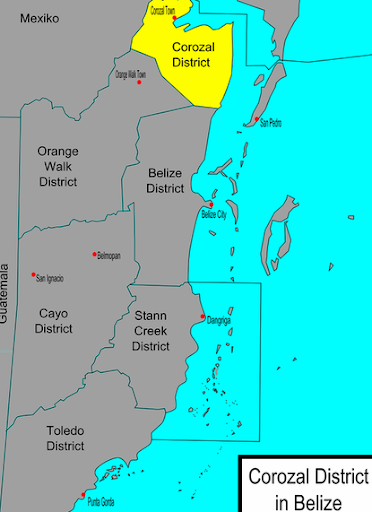 Mexiko
Corozal Town
Corozal
District
Orange Walk Town
San Pedro
Orange
Walk
District
Belize
District
Belize City
Belmopan
San Ignacio
Guatemala
Cayo
District
Stann
Creek
District
Dangriga
Toledo
District
Punta Gorda
Corozal District
in Belize